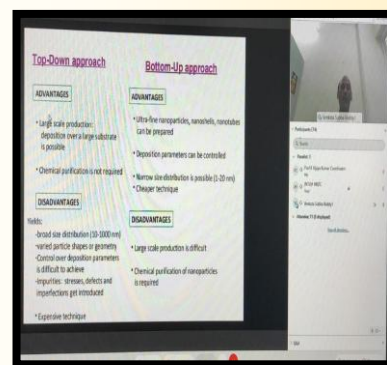 Top-Down approach
ADVANTAGES
* Large scale production:
deposition over a large substrate
is possible
* Chemical purification is not required
DISADVANTAGES
Yields:
-broad size distribution (10-1000 nm)
-varied particle shapes or geometry
-Control over deposition parameters
is difficult to achieve
-Impurities: stresses, defects and
imperfections get introduced
* Expensive technique
Bottom-Up approach
ADVANTAGES
* Ultra-fine nanoparticles, nanoshells, nanotubes
can be prepared
* Deposition parameters can be controlled
* Narrow size distribution is possible (1-20 nm)
* Cheaper technique
DISADVANTAGES
* Large scale production is difficult
* Chemical purification of nanoparticles
is required